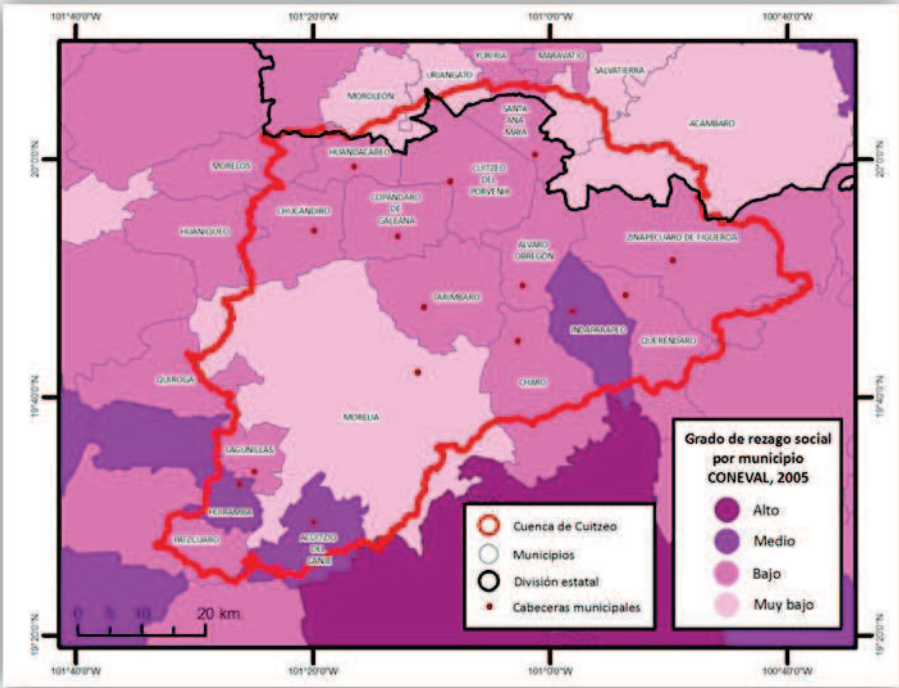 101°40'0"W 101°20'0"W 101°0'0"W 100°40'0"W
YURIRIA
MARAVATIO
URIANGATO
SALVATIERRA
MOROLEÓN
SANTA
ANA
MAYA
ACAMBARO
20°0'0"N
20°0'0"N
HUANDACAREO
MORELOS
CUITZEO
DEL
PORVENIR
COPANDARO
DE
GALEANA
CHUCANDIRO
HUANIQUEO
ZINAPECUARO DE FIGUEROA
ALVARO
OBREGON
TARIMBARO
INDAPARAPEO
QUERENDARO
QUIROGA
CHARO
19°40'0"N
19°40'0"N
MORELIA
LAGUNILLAS
HUIRAMBA
PATZCUARO
ACUITZIO
DEL
CANJE
Grado de rezago social
por municipio
CONEVAL, 2005
Alto
Medio
Bajo
Muy bajo
Cuenca de Cuitzeo
Municipios
División estatal
Cabeceras municipales
0 5 10 20 km.
19°20'0"N
19°20'0"N
101°40'0"W 101°20'0"W 101°0'0"W 100°40'0"W